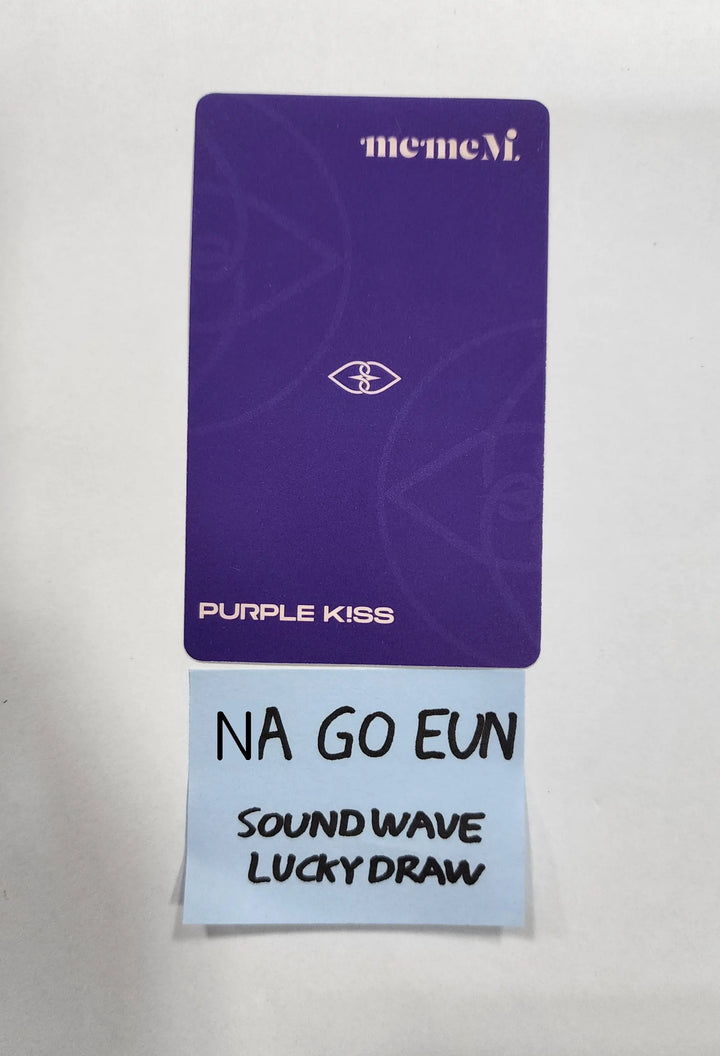 memeM.
PURPLE K!SS
NA GO EUN
SOUNDWAVE
LUCKY DRAW